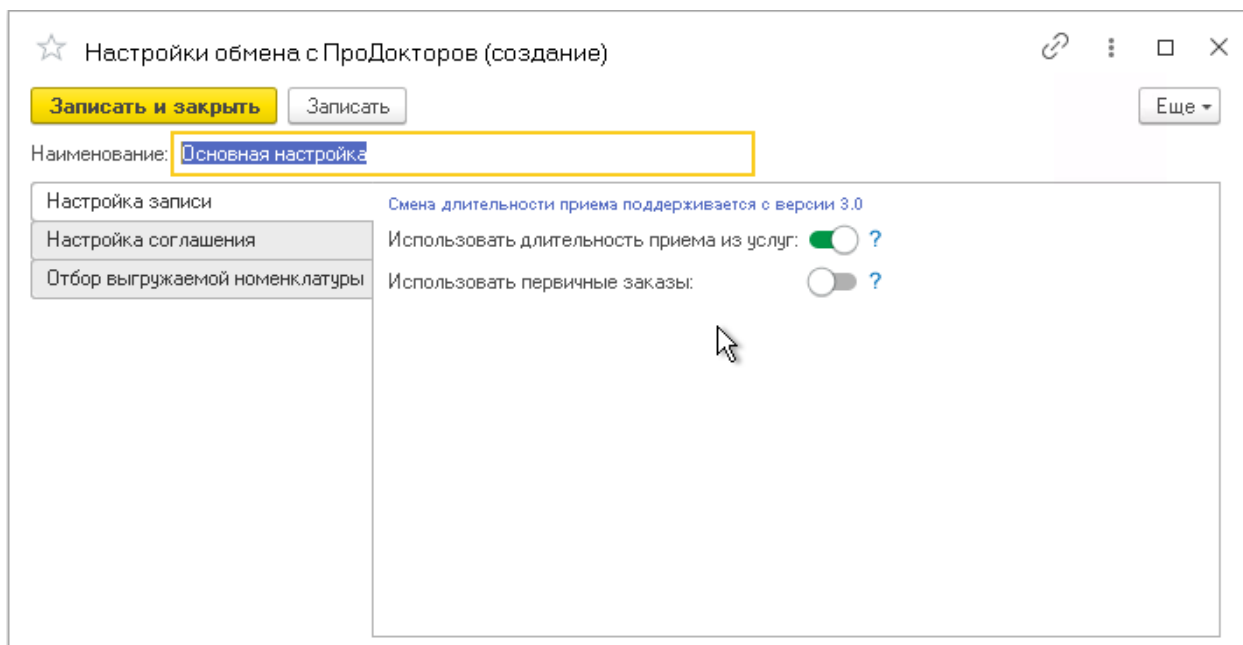 Настройки обмена с ПроДокторов (создание)
Записать и закрыть Записать Еще
Наименование: Основная настройка
Настройка записи
Настройка соглашения
Отбор выгружаемой номенклатуры
Смена длительности приема поддерживается с версии 3.0
Использовать длительность приема из услуг: ?
Использовать первичные заказы: ?